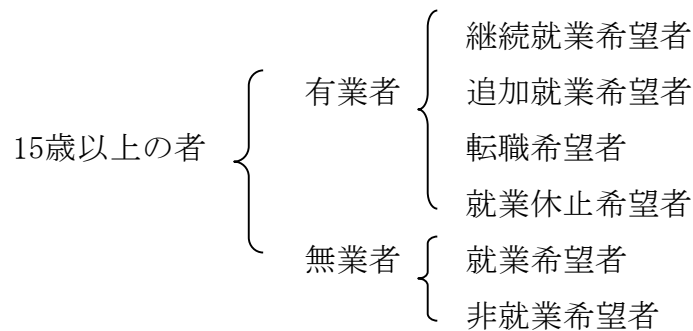 15歳以上の者
有業者
継続就業希望者
追加就業希望者
転職希望者
就業休止希望者
無業者
就業希望者
非就業希望者